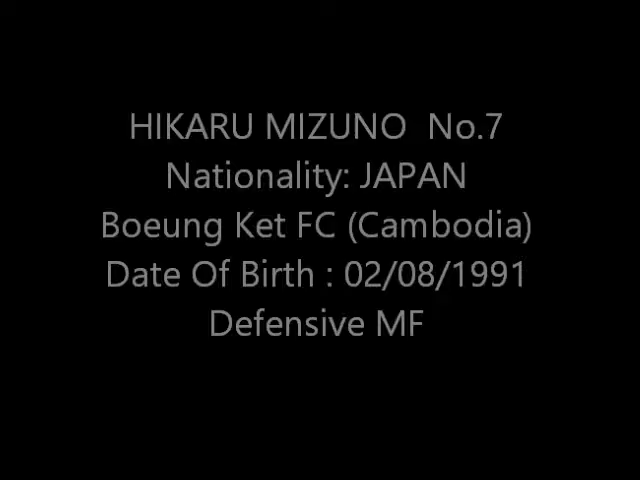 HIKARU MIZUNO  No.7
Nationality: JAPAN
Boeung Ket FC (Cambodia)
Date Of Birth : 02/08/1991
Defensive MF